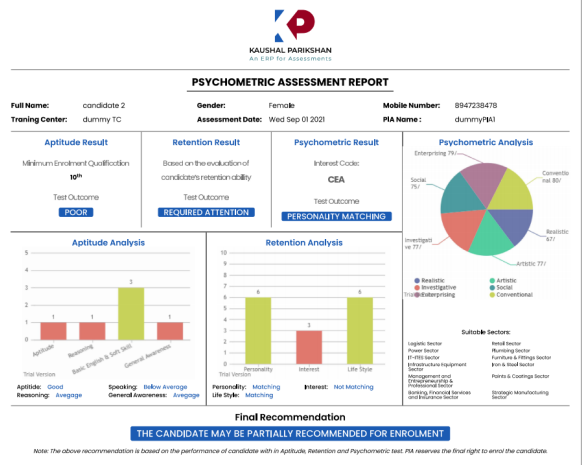 KAUSHAL PARIKSHAN
An ERP for Assessments
PSYCHOMETRIC ASSESSMENT REPORT
Full Name: candidate 2 Gender: Female Mobile Number: 8947238478
Traning Center: dummy TC Assessment Date: Wed Sep 01 2021 PIA Name : dummyPIA1
Aptitude Result
Minimum Enrolment Qualification
10th
Test Outcome
POOR
Retention Result
Based on the evaluation of
candidate's retention ability
Test Outcome
REQUIRED ATTENTION
Psychometric Result
Interest Code:
CEA
Test Outcome
PERSONALITY MATCHING
Psychometric Analysis
Enterprising 79/-
Conventio
nal 80/
Social
75/
Realistic
67/
Investigati
ve 77/
Artistic 77/
Realistic
Artistic
Investigative
Social
Enterprising
Conventional
Aptitude Analysis
5
4
3
2
1
0
1
1
3
1
Aptitude
Reasoning
Basic English & Soft Skill
General Awareness
Trial Version
Aptitide: Good Speaking: Bellow Average
Reasoning: Avegage General Awareness: Avegage
Retention Analysis
10
9
8
7
6
5
4
3
2
1
0
6
3
6
Personality
Interest
Life Style
Trial Version
Personality: Matching Interest: Not Matching
Life Style: Matching
Suitable Sectors:
Logistic Sector
Retail Sector
Power Sector
Plumbing Sector
IT-ITES Sector
Furniture & Fittings Sector
Infrastructure Equipment
Sector
Iron & Steel Sector
Management and
Entrepreneurship &
Professional Sector
Paints & Coatings Sector
Banking, Financial Services
and Insurance Sector
Strategic Manufacturing
Sector
Final Recommendation
THE CANDIDATE MAY BE PARTIALLY RECOMMENDED FOR ENROLMENT
Note: The above recommendation is based on the performance of candidate with in Aptitude, Retention and Psychometric test. PIA reserves the final right to enrol the candidate.